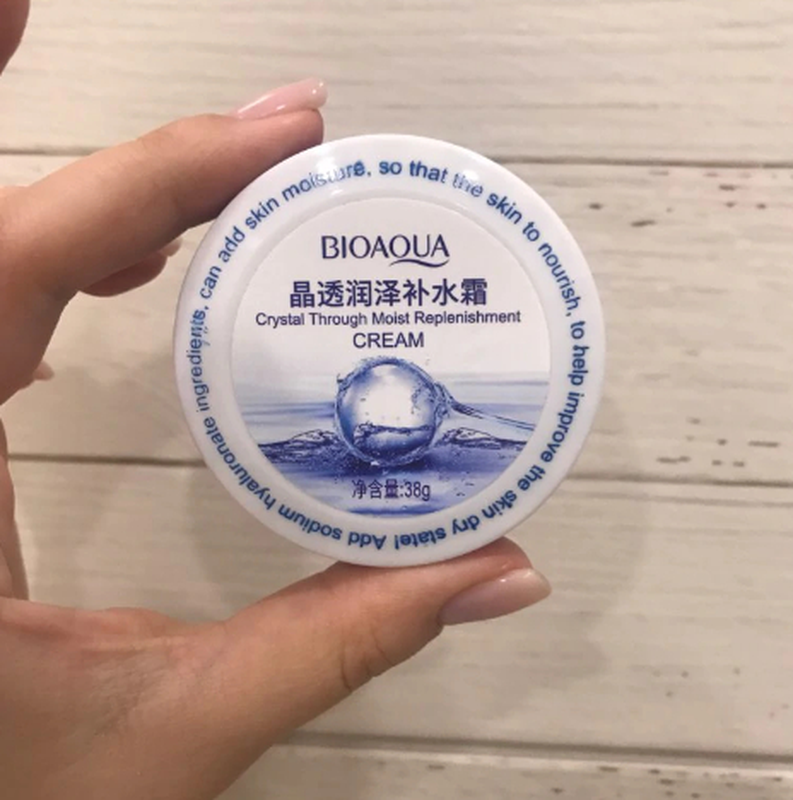 BIOAQUA
晶透润泽补水霜
Crystal Through Moist Replenishment
CREAM
净含量:38g
Add sodium hyaluronate ingredients, can add skin moisture, so that the skin to nourish, to help improve the skin dry state!